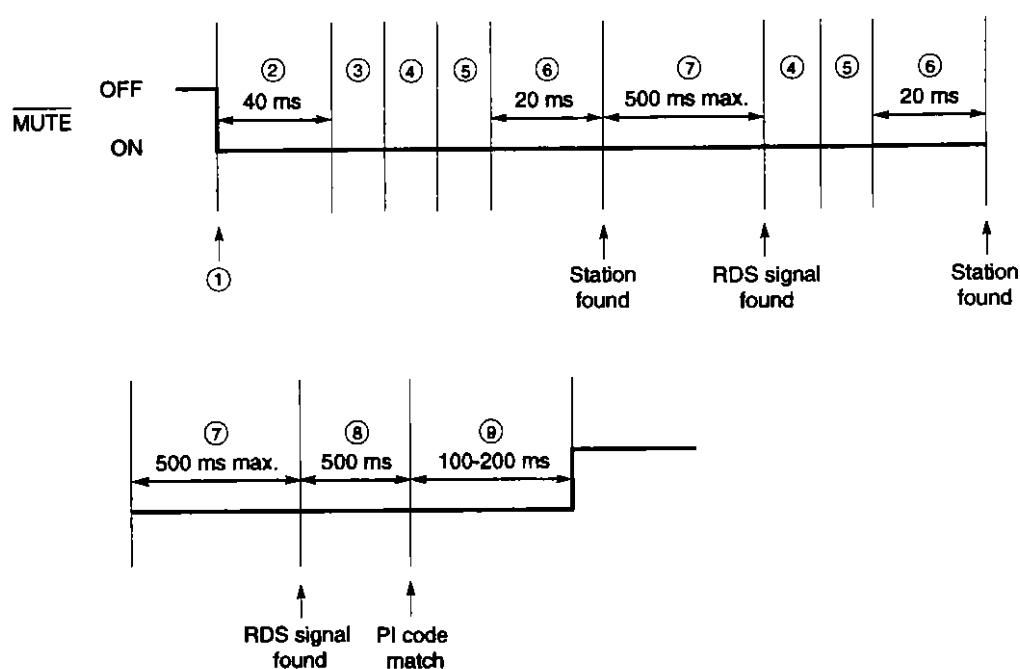 ② ③ ④ ⑤ ⑥ ⑦ ④ ⑤ ⑥
OFF 40 ms 20 ms 500 ms max. 20 ms
MUTE
ON
①
Station found
RDS signal found
Station found
⑦ ⑧ ⑨
500 ms max. 500 ms 100-200 ms
RDS signal found
PI code match